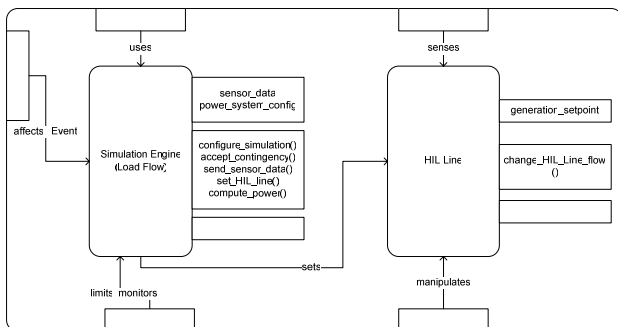 uses
senses
sensor_data
power_system_config
generation_setpoint
affects Event
Simulation Engine
(Load Flow)
configure_simulation()
accept_contingency()
send_sensor_data()
set_HIL_line()
compute_power()
HIL Line
change_HIL_Line_flow
()
sets
limits monitors
manipulates